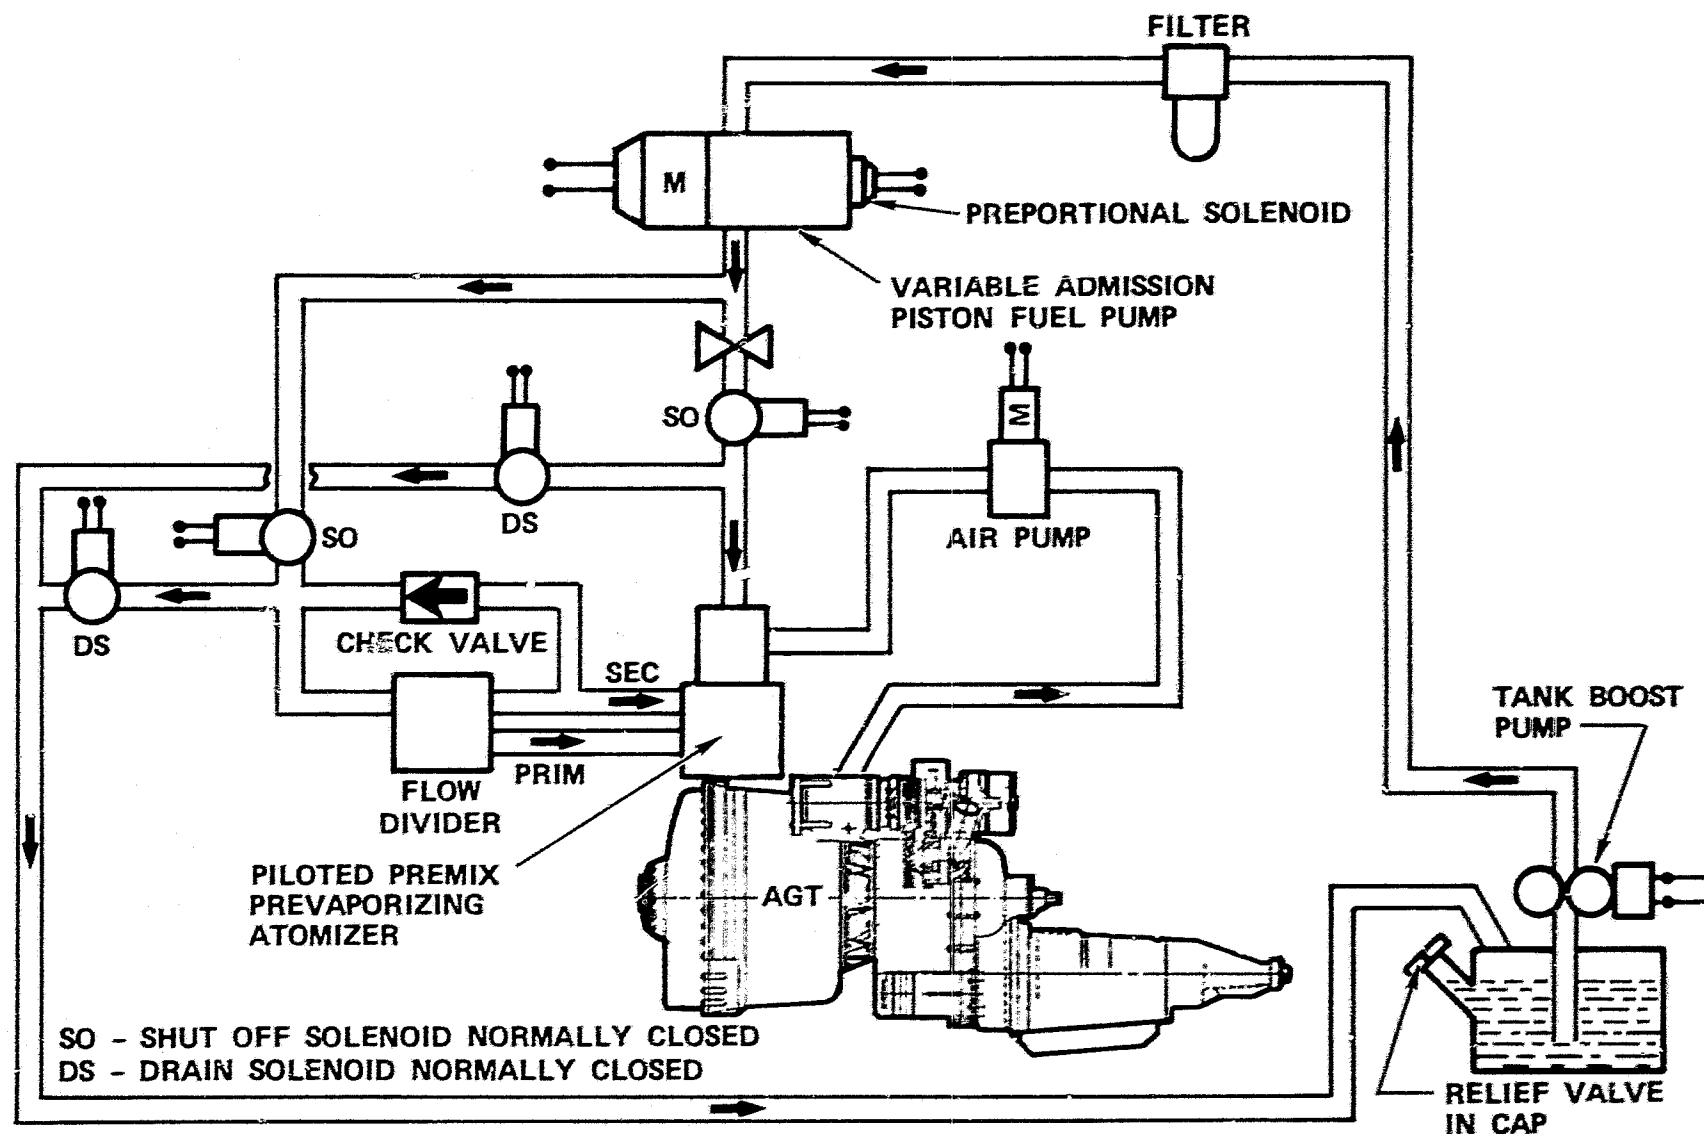 FILTER
M
PREPORTIONAL SOLENOID
VARIABLE ADMISSION
PISTON FUEL PUMP
SO
M
DS
SO
AIR PUMP
DS
CHECK VALVE
SEC
TANK BOOST
PUMP
PRIM
FLOW
DIVIDER
PILOTED PREMIX
PREVAPORIZING
ATOMIZER
AGT
SO - SHUT OFF SOLENOID NORMALLY CLOSED
DS - DRAIN SOLENOID NORMALLY CLOSED
RELIEF VALVE
IN CAP